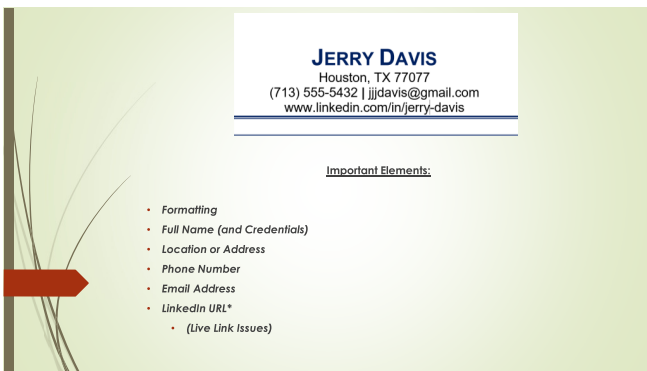 JERRY DAVIS
Houston, TX 77077
(713) 555-5432 | jjjdavis@gmail.com
www.linkedin.com/in/jerry-davis
Important Elements:
• Formatting
• Full Name (and Credentials)
• Location or Address
• Phone Number
• Email Address
• LinkedIn URL*
• (Live Link Issues)